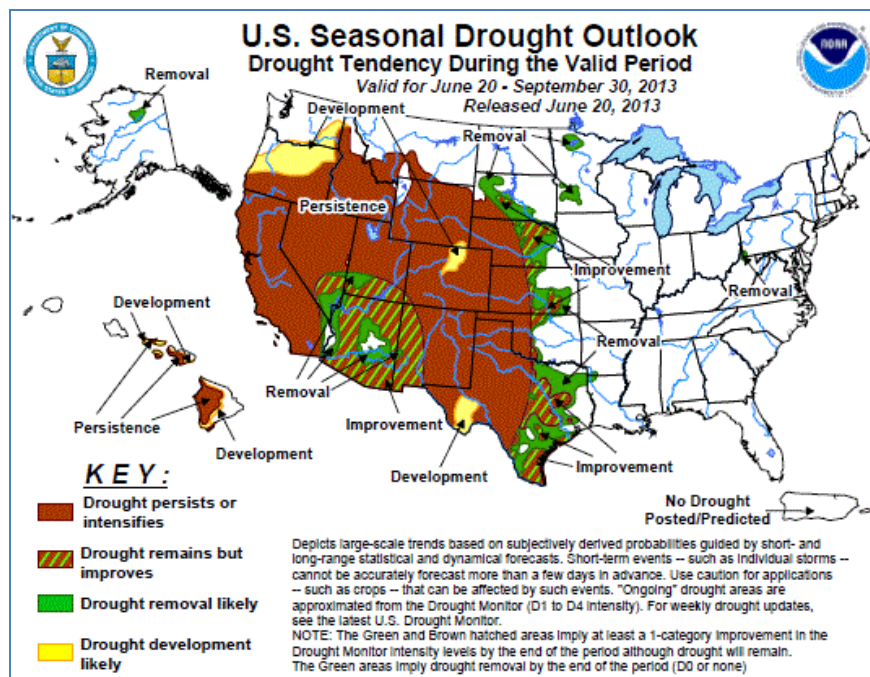 U.S. Seasonal Drought Outlook
Drought Tendency During the Valid Period
Valid for June 20 - September 30, 2013
Released June 20, 2013
DEPARTMENT OF COMMERCE
UNITED STATES OF AMERICA
NOAA
Removal
Development
Removal
Persistence
Improvement
Removal
Development
Removal
Removal
Persistence
Improvement
Development
Development
Improvement
No Drought
Posted/Predicted
KEY:
Drought persists or
intensifies
Drought remains but
improves
Drought removal likely
Drought development
likely
Depicts large-scale trends based on subjectively derived probabilities guided by short- and
long-range statistical and dynamical forecasts. Short-term events -- such as individual storms --
cannot be accurately forecast more than a few days in advance. Use caution for applications
-- such as crops -- that can be affected by such events. "Ongoing" drought areas are
approximated from the Drought Monitor (D1 to D4 intensity). For weekly drought updates,
see the latest U.S. Drought Monitor.
NOTE: The Green and Brown hatched areas imply at least a 1-category improvement in the
Drought Monitor intensity levels by the end of the period although drought will remain.
The Green areas imply drought removal by the end of the period (D0 or none)